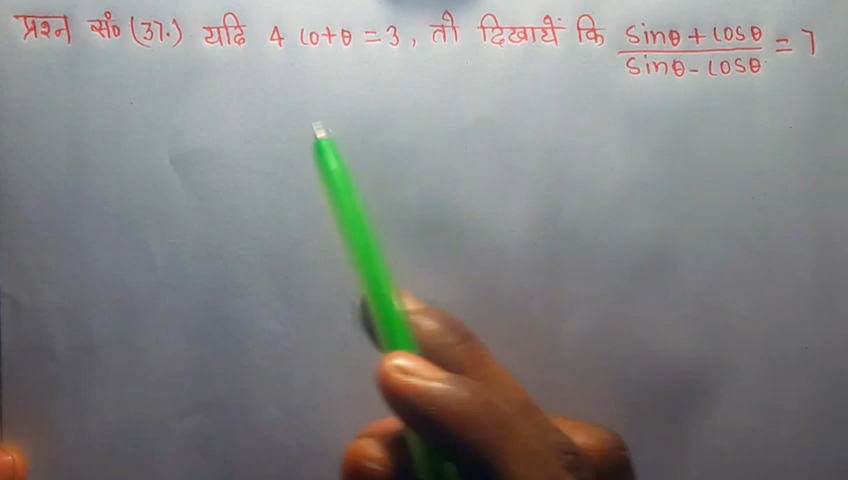 प्रश्न सं० (37.) यदि 4 cotθ = 3, तो दिखायें कि (sinθ + cosθ)/(sinθ - cosθ) = 7